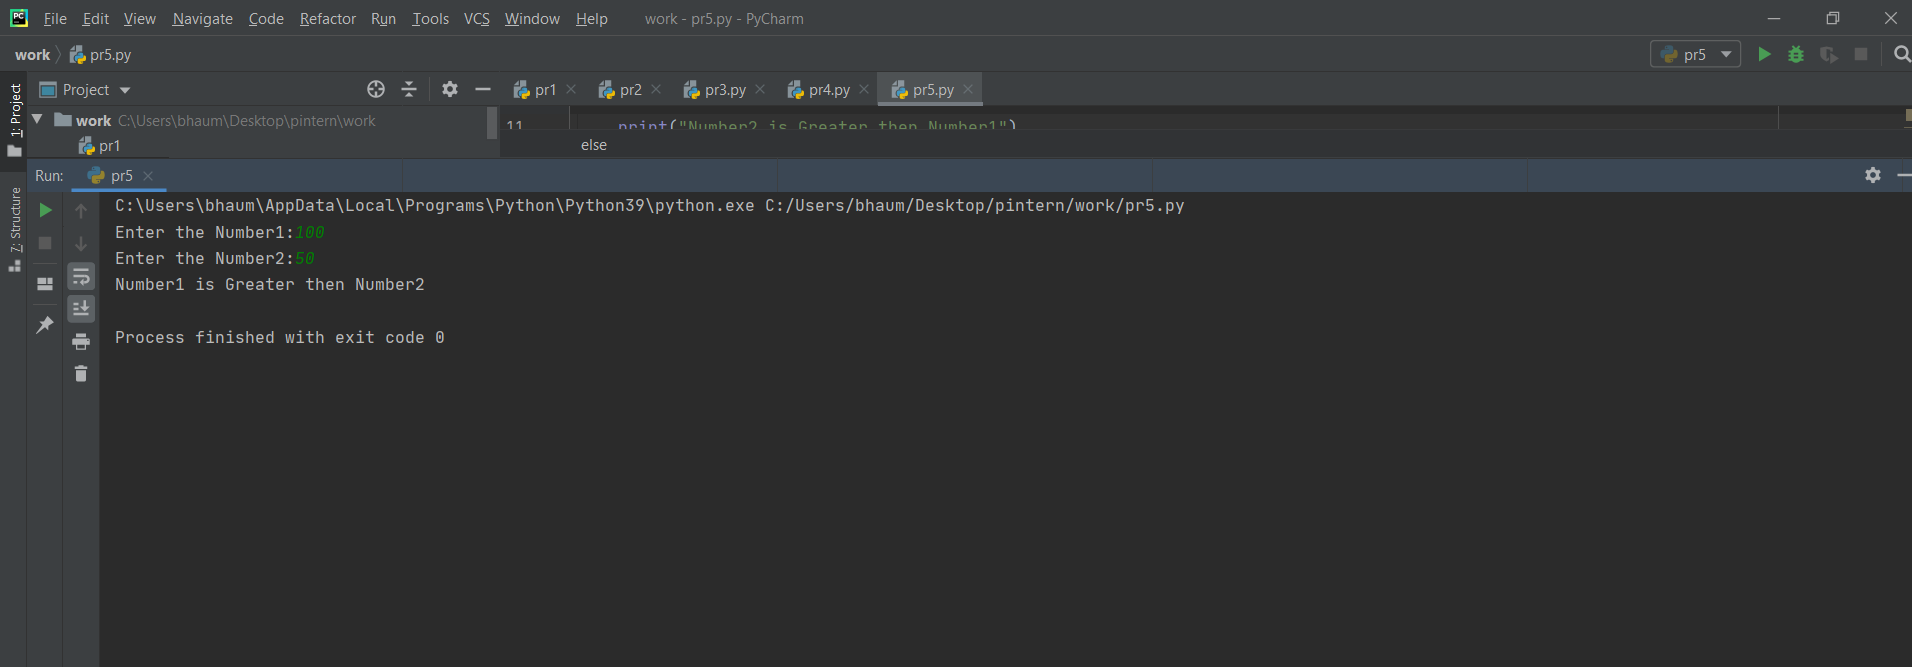 PC File Edit View Navigate Code Refactor Run Tools VCS Window Help work - pr5.py - PyCharm
work pr5.py pr5
1: Project
Project pr1 pr2 pr3.py pr4.py pr5.py
work C:\Users\bhaum\Desktop\pintern\work
11 print("Number2 is Greater then Number1")
pr1
else
Run: pr5
7: Structure
C:\Users\bhaum\AppData\Local\Programs\Python\Python39\python.exe C:/Users/bhaum/Desktop/pintern/work/pr5.py
Enter the Number1:100
Enter the Number2:50
Number1 is Greater then Number2
Process finished with exit code 0